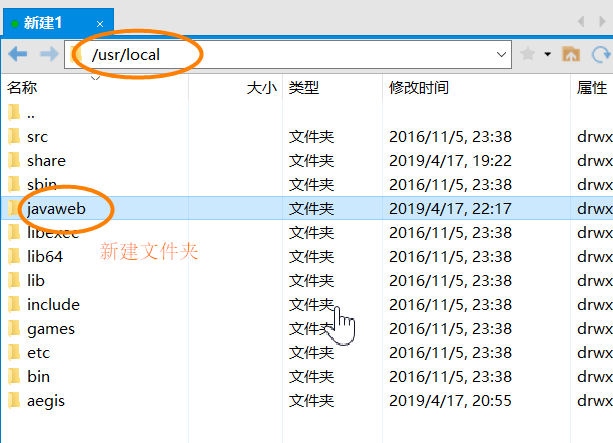 新建1
/usr/local
名称 大小 类型 修改时间 属性
..
src 文件夹 2016/11/5, 23:38 drwx
share 文件夹 2019/4/17, 19:22 drwx
sbin 文件夹 2016/11/5, 23:38 drwx
javaweb 文件夹 2019/4/17, 22:17 drwx
libexec 文件夹 2016/11/5, 23:38 drwx
新建文件夹
lib64 文件夹 2016/11/5, 23:38 drwx
lib 文件夹 2016/11/5, 23:38 drwx
include 文件夹 2016/11/5, 23:38 drwx
games 文件夹 2016/11/5, 23:38 drwx
etc 文件夹 2016/11/5, 23:38 drwx
bin 文件夹 2016/11/5, 23:38 drwx
aegis 文件夹 2019/4/17, 20:55 drwx